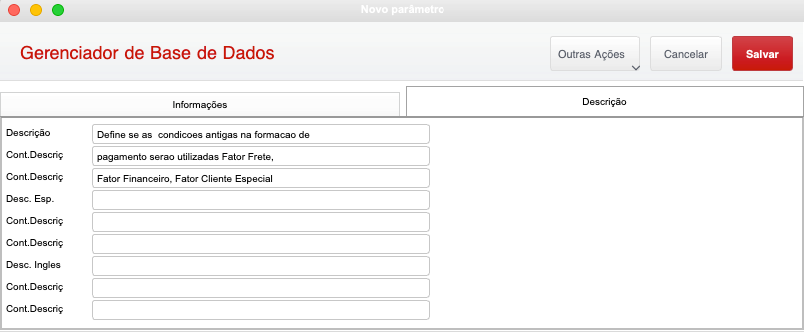 Novo parâmetro
Gerenciador de Base de Dados
Outras Ações
Cancelar
Salvar
Informações
Descrição
Descrição
Define se as  condicoes antigas na formacao de
Cont.Descriç
pagamento serao utilizadas Fator Frete,
Cont.Descriç
Fator Financeiro, Fator Cliente Especial
Desc. Esp.
Cont.Descriç
Cont.Descriç
Desc. Ingles
Cont.Descriç
Cont.Descriç